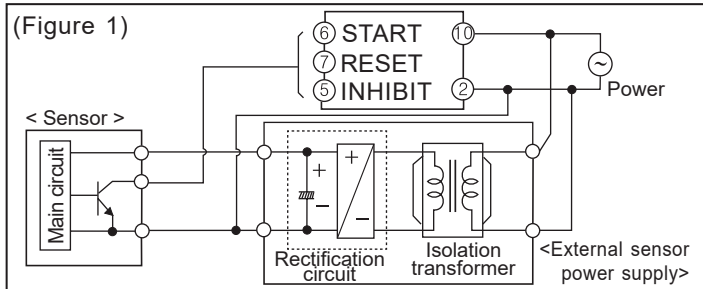 (Figure 1)
⑥ START ⑩
⑦ RESET
⑤ INHIBIT ②
Power
< Sensor >
Main circuit
+
−
+
−
Rectification
circuit
Isolation
transformer
<External sensor
power supply>